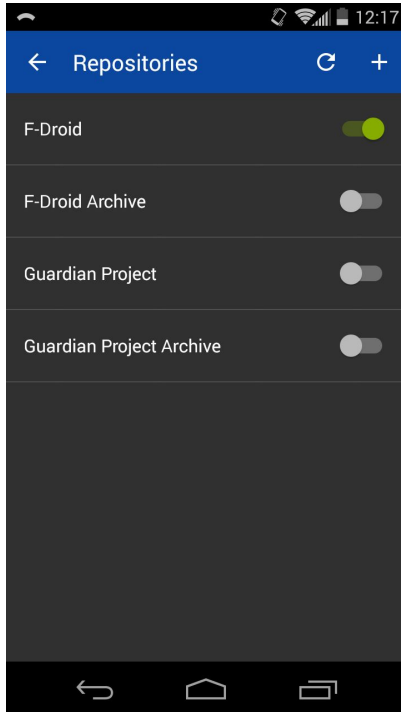 12:17
Repositories
F-Droid
F-Droid Archive
Guardian Project
Guardian Project Archive